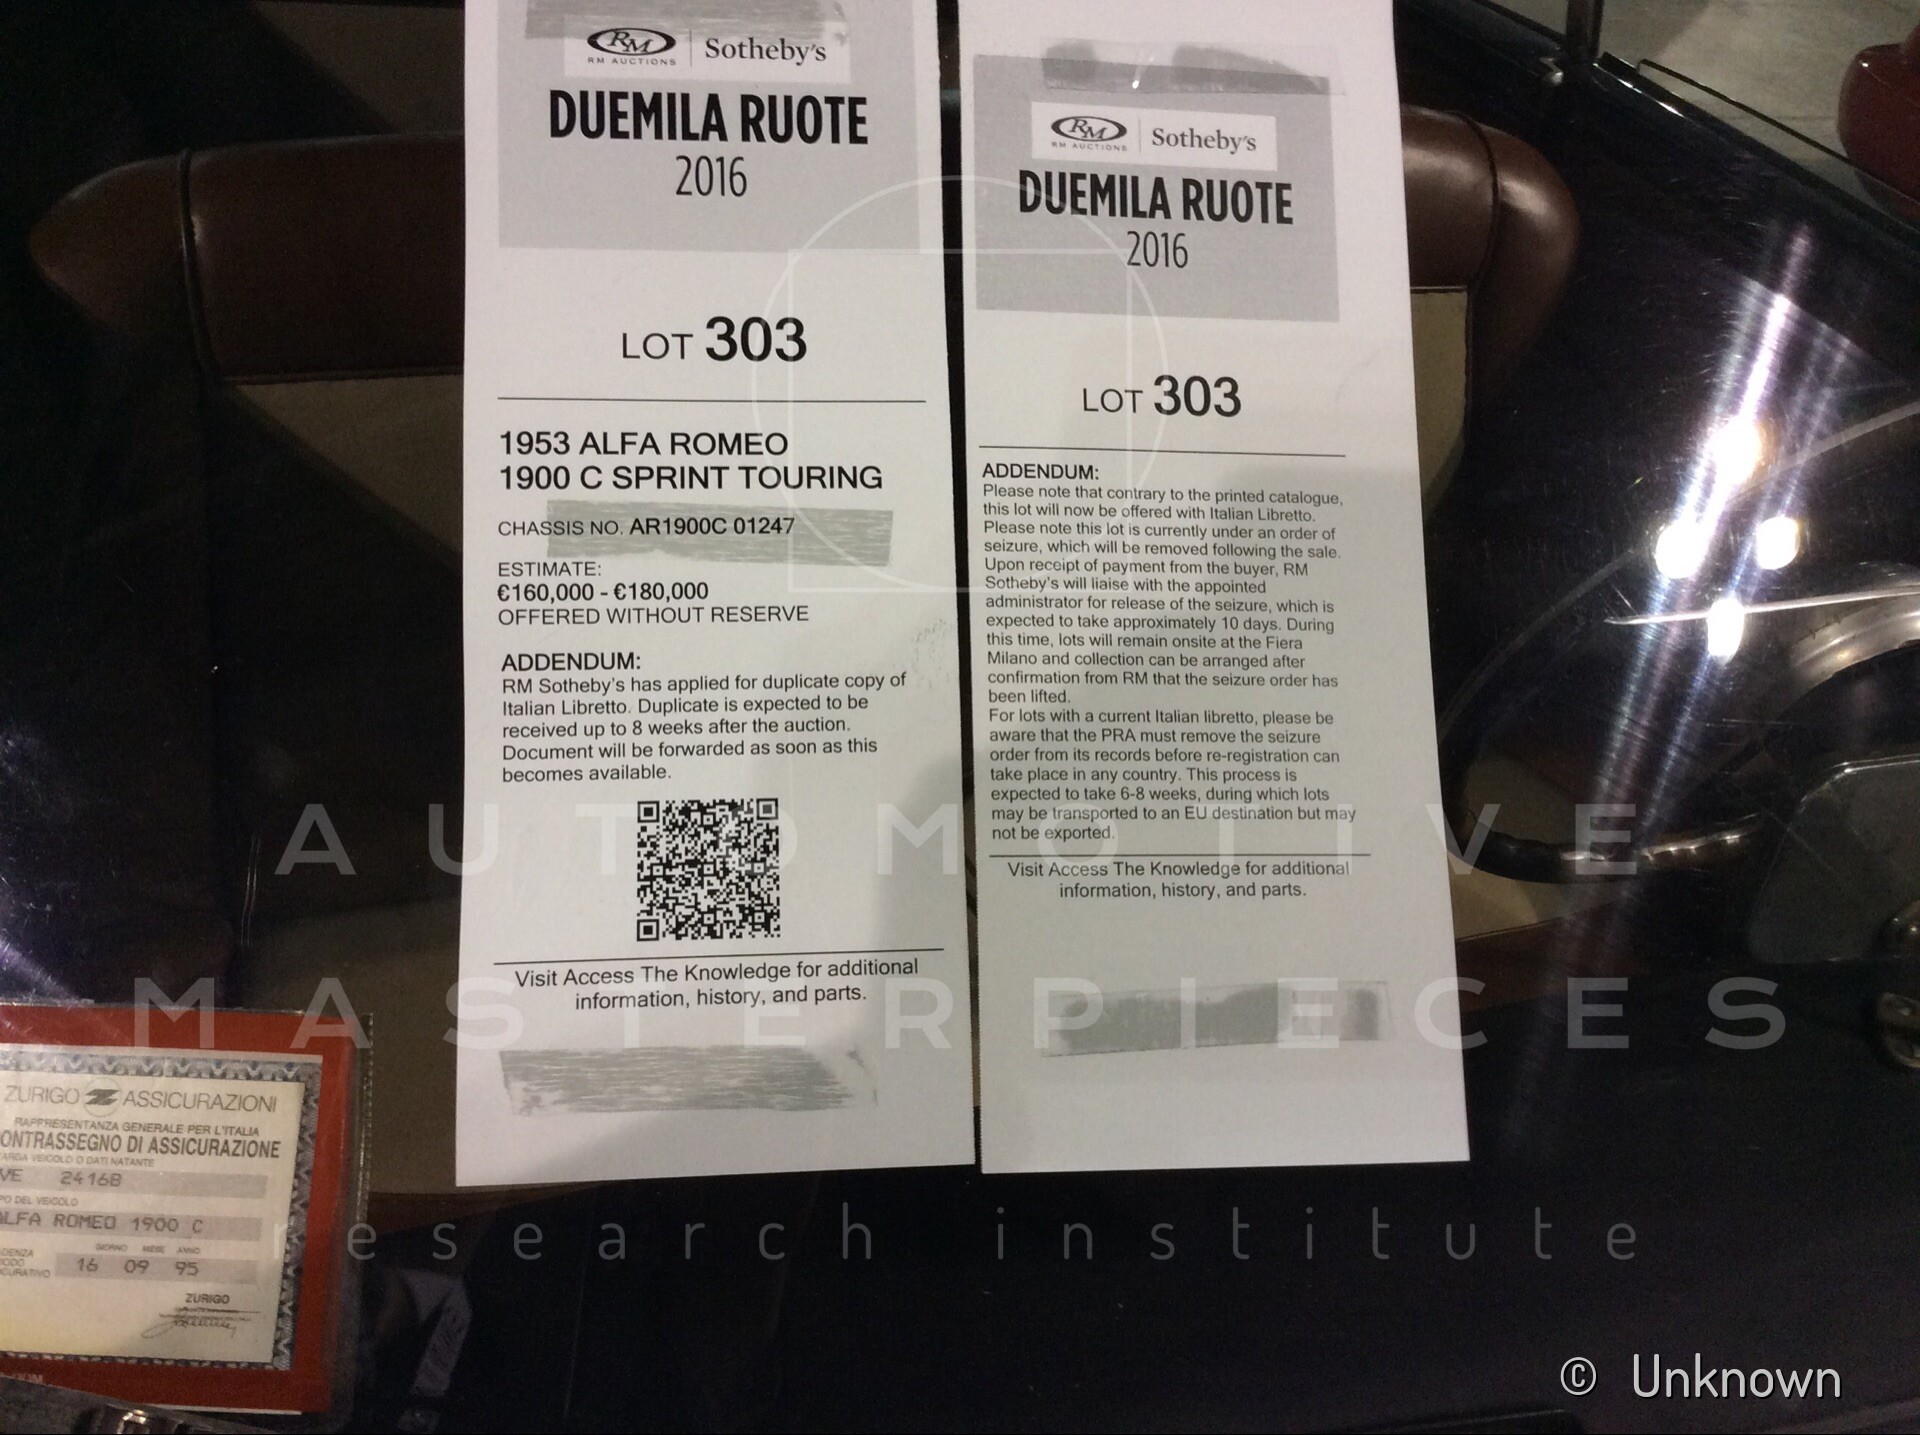 RM
RM AUCTIONS
Sotheby's
DUEMILA RUOTE
2016
LOT 303
1953 ALFA ROMEO
1900 C SPRINT TOURING
CHASSIS NO. AR1900C 01247
ESTIMATE:
€160,000 - €180,000
OFFERED WITHOUT RESERVE
ADDENDUM:
RM Sotheby's has applied for duplicate copy of
Italian Libretto. Duplicate is expected to be
received up to 8 weeks after the auction.
Document will be forwarded as soon as this
becomes available.
Visit Access The Knowledge for additional
information, history, and parts.
RM
RM AUCTIONS
Sotheby's
DUEMILA RUOTE
2016
LOT 303
ADDENDUM:
Please note that contrary to the printed catalogue,
this lot will now be offered with Italian Libretto.
Please note this lot is currently under an order of
seizure, which will be removed following the sale.
Upon receipt of payment from the buyer, RM
Sotheby's will liaise with the appointed
administrator for release of the seizure, which is
expected to take approximately 10 days. During
this time, lots will remain onsite at the Fiera
Milano and collection can be arranged after
confirmation from RM that the seizure order has
been lifted.
For lots with a current Italian libretto, please be
aware that the PRA must remove the seizure
order from its records before re-registration can
take place in any country. This process is
expected to take 6-8 weeks, during which lots
may be transported to an EU destination but may
not be exported.
Visit Access The Knowledge for additional
information, history, and parts.
ZURIGO ASSICURAZIONI
RAPPRESENTANZA GENERALE PER L'ITALIA
ONTRASSEGNO DI ASSICURAZIONE
ARGA VEICOLO O DATI NATANTE
VE 2416B
PO DEL VEICOLO
ALFA ROMEO 1900 C
GIORNO MESE ANNO
16 09 95
ZURIGO
AUTOMOTIVE
MASTERPIECES
research institute
© Unknown